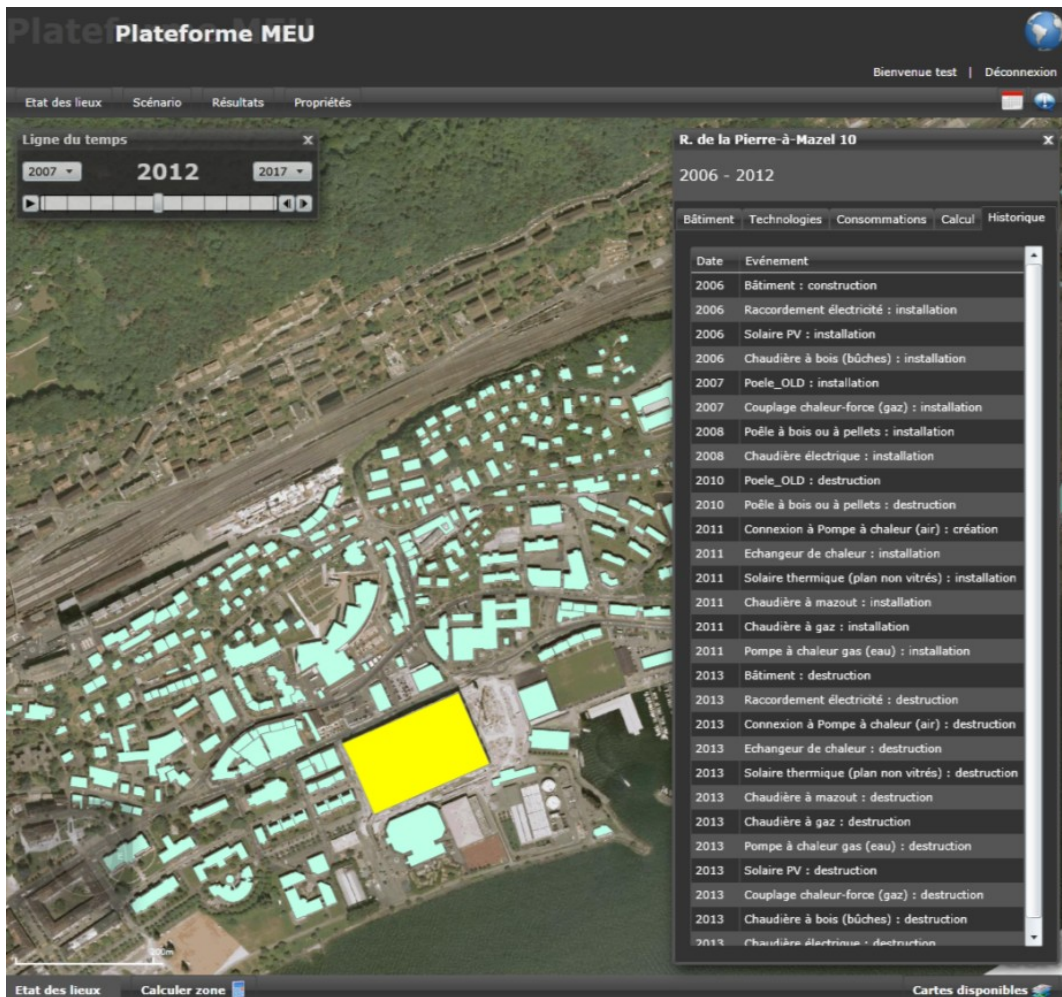 Plateforme MEU
Bienvenue test | Déconnexion
Etat des lieux Scénario Résultats Propriétés
Ligne du temps x
2007 2012 2017
R. de la Pierre-à-Mazel 10 x
2006 - 2012
Bâtiment Technologies Consommations Calcul Historique
Date Evénement
2006 Bâtiment : construction
2006 Raccordement électricité : installation
2006 Solaire PV : installation
2006 Chaudière à bois (bûches) : installation
2007 Poele_OLD : installation
2007 Couplage chaleur-force (gaz) : installation
2008 Poêle à bois ou à pellets : installation
2008 Chaudière électrique : installation
2010 Poele_OLD : destruction
2010 Poêle à bois ou à pellets : destruction
2011 Connexion à Pompe à chaleur (air) : création
2011 Echangeur de chaleur : installation
2011 Solaire thermique (plan non vitrés) : installation
2011 Chaudière à mazout : installation
2011 Chaudière à gaz : installation
2011 Pompe à chaleur gas (eau) : installation
2013 Bâtiment : destruction
2013 Raccordement électricité : destruction
2013 Connexion à Pompe à chaleur (air) : destruction
2013 Echangeur de chaleur : destruction
2013 Solaire thermique (plan non vitrés) : destruction
2013 Chaudière à mazout : destruction
2013 Chaudière à gaz : destruction
2013 Pompe à chaleur gas (eau) : destruction
2013 Solaire PV : destruction
2013 Couplage chaleur-force (gaz) : destruction
2013 Chaudière à bois (bûches) : destruction
2013 Chaudière électrique : destruction
200m
Etat des lieux Calculer zone Cartes disponibles